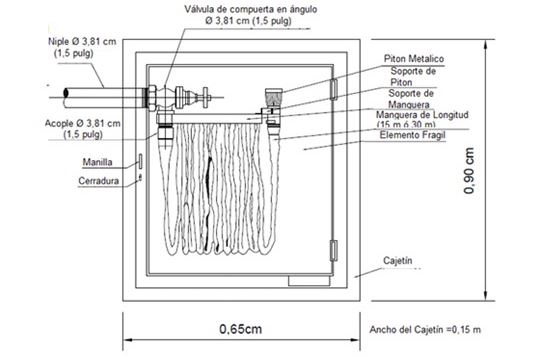 Válvula de compuerta en ángulo
Ø 3,81 cm (1,5 pulg)
Niple Ø 3,81 cm
(1,5 pulg)
Piton Metalico
Soporte de
Piton
Soporte de
Manguera
Manguera de Longitud
(15 m ó 30 m)
Elemento Fragil
Acople Ø 3,81 cm
(1,5 pulg)
Manilla
Cerradura
0,90 cm
Cajetín
0,65cm
Ancho del Cajetín =0,15 m